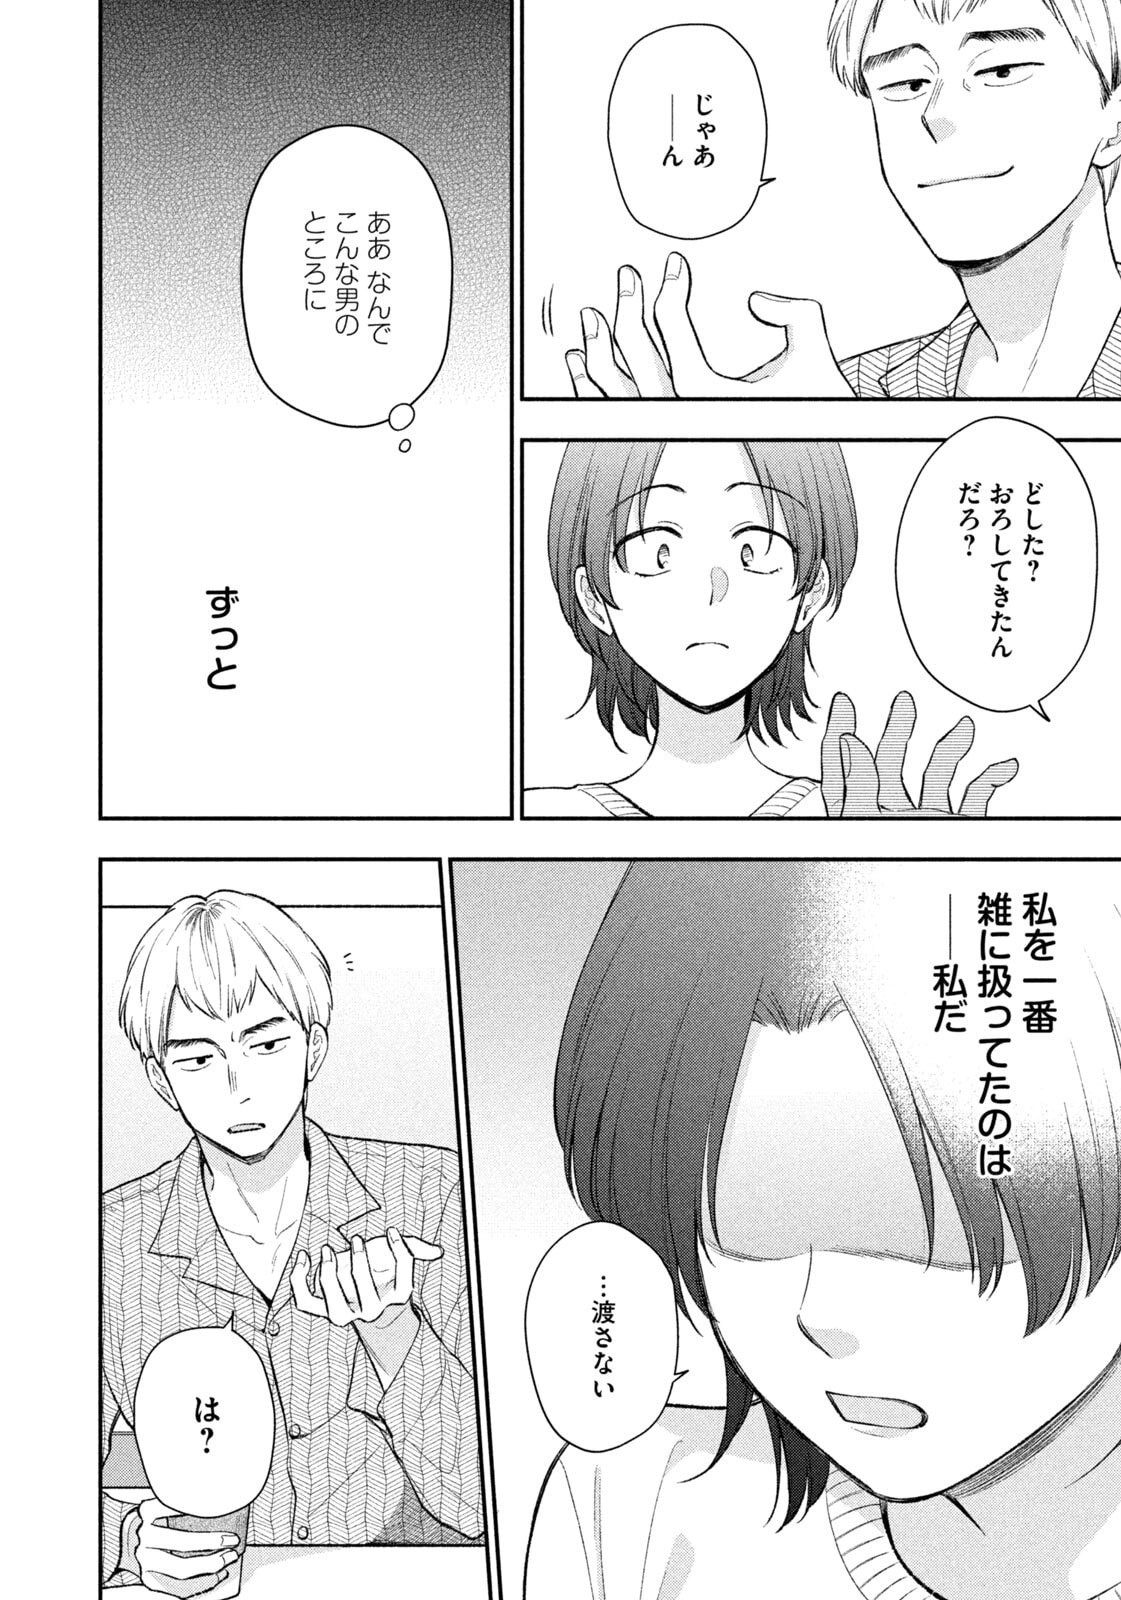 じゃあ
――ん
どした?
おろしてきたん
だろ?
ああ なんで
こんな男の
ところに
ずっと
私を一番
雑に扱ってたのは
――私だ
…渡さない
は?